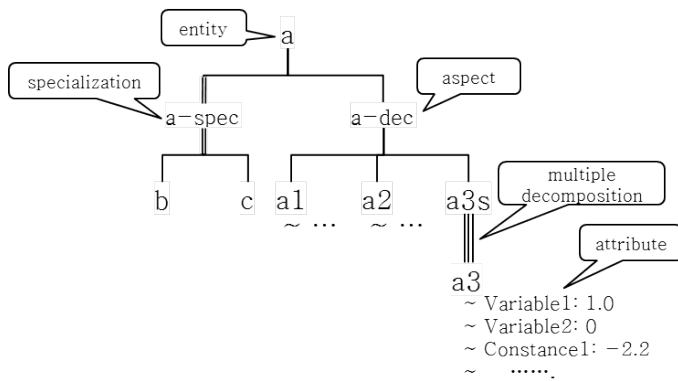 entity
a
specialization
aspect
a-spec
a-dec
b
c
a1
a2
a3s
~ ...
~ ...
multiple
decomposition
attribute
a3
~ Variable1: 1.0
~ Variable2: 0
~ Constance1: -2.2
~ .......